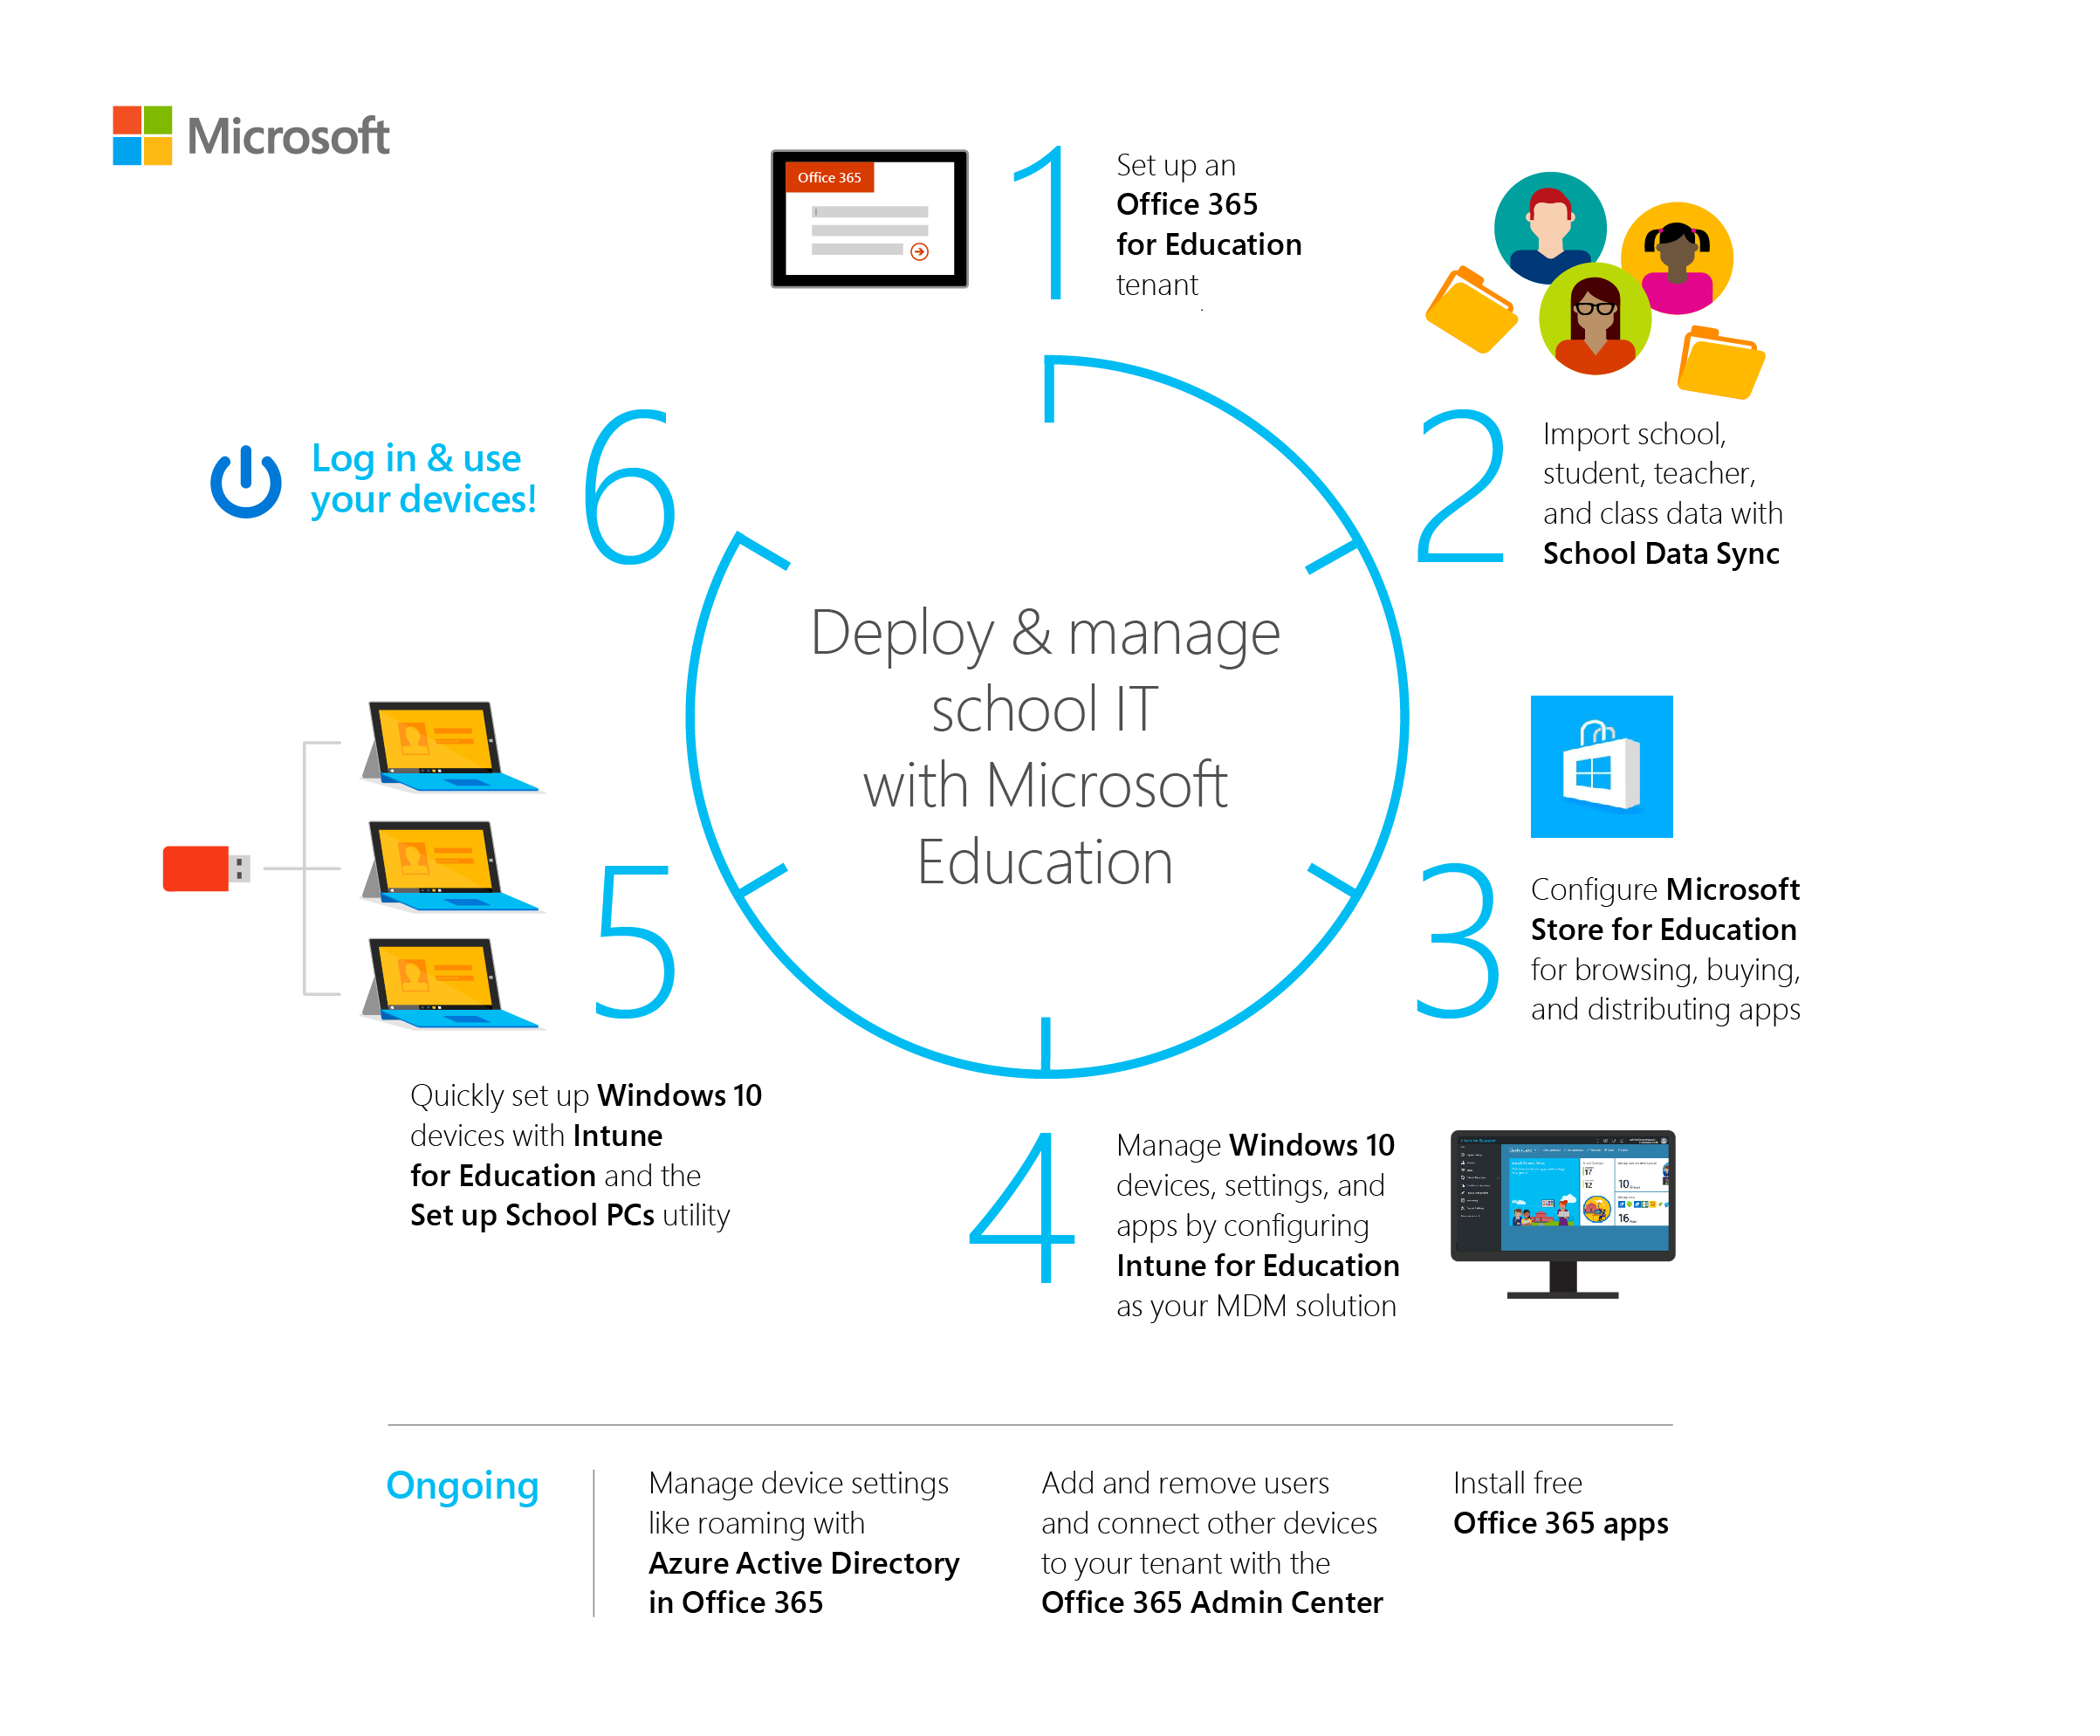 Microsoft
Office 365
1
Set up an
Office 365
for Education
tenant
2
Import school,
student, teacher,
and class data with
School Data Sync
3
Configure Microsoft
Store for Education
for browsing, buying,
and distributing apps
4
Manage Windows 10
devices, settings, and
apps by configuring
Intune for Education
as your MDM solution
17
12
10
16
5
Quickly set up Windows 10
devices with Intune
for Education and the
Set up School PCs utility
6
Log in & use
your devices!
Deploy & manage
school IT
with Microsoft
Education
Ongoing
Manage device settings
like roaming with
Azure Active Directory
in Office 365
Add and remove users
and connect other devices
to your tenant with the
Office 365 Admin Center
Install free
Office 365 apps